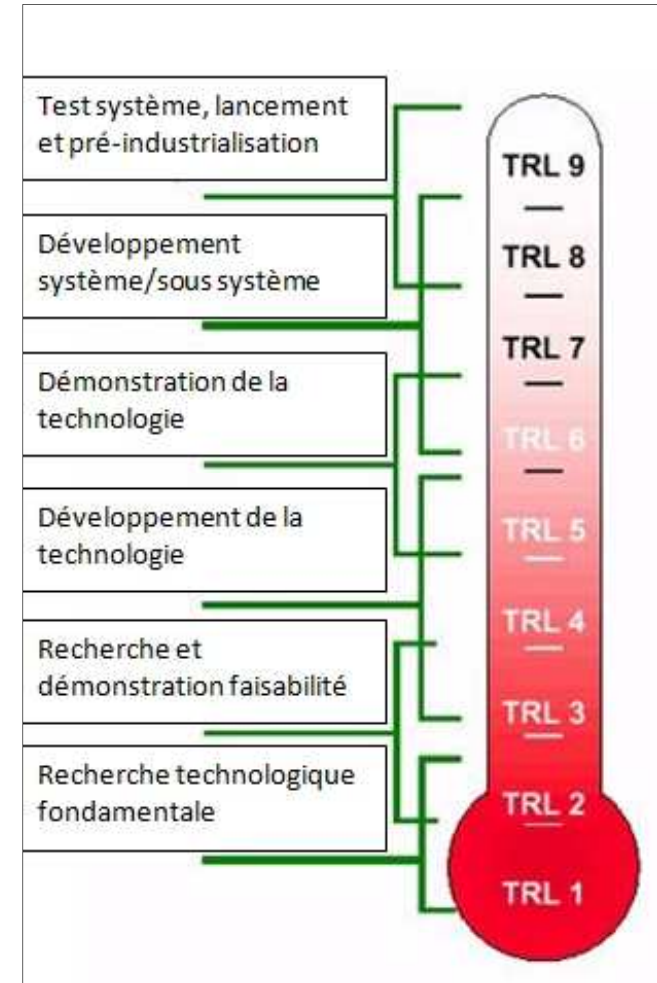 Test système, lancement
et pré-industrialisation
Développement
système/sous système
Démonstration de la
technologie
Développement de la
technologie
Recherche et
démonstration faisabilité
Recherche technologique
fondamentale
TRL 9
TRL 8
TRL 7
TRL 6
TRL 5
TRL 4
TRL 3
TRL 2
TRL 1